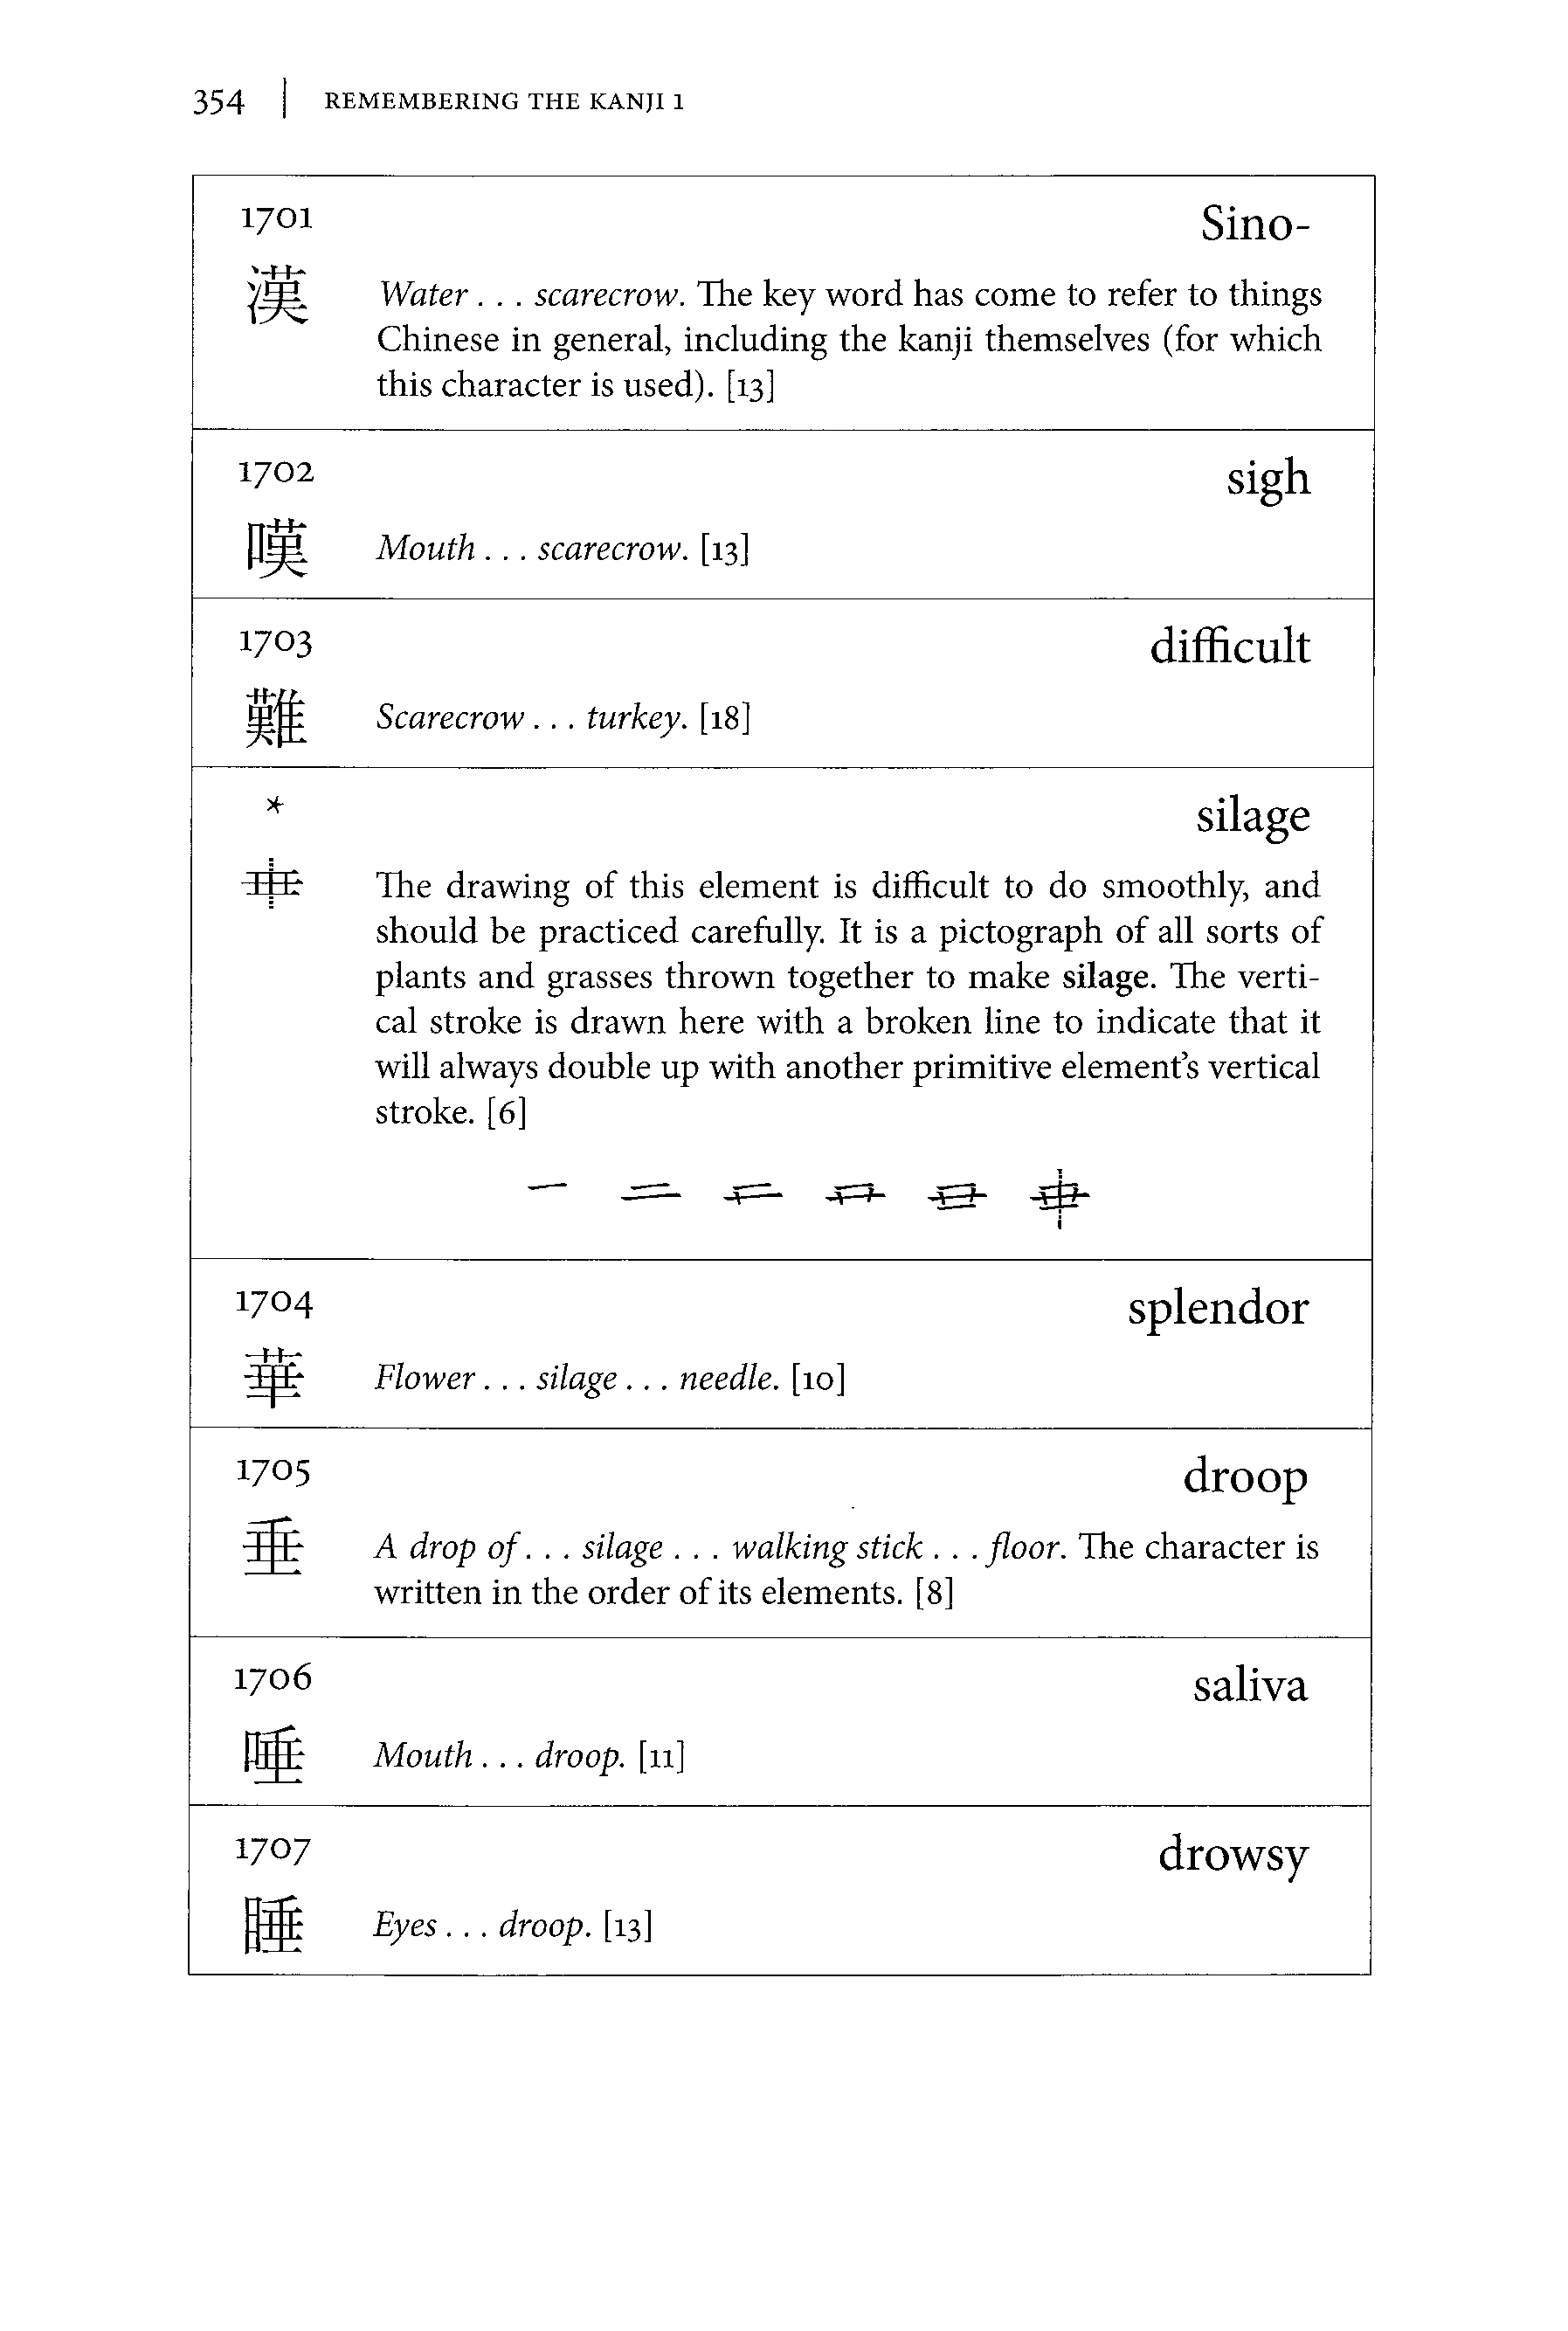 354 | REMEMBERING THE KANJI 1
1701
Sino-
漢
Water . . . scarecrow. The key word has come to refer to things
Chinese in general, including the kanji themselves (for which
this character is used). [13]
1702
sigh
嘆
Mouth . . . scarecrow. [13]
1703
difficult
難
Scarecrow . . . turkey. [18]
*
silage
The drawing of this element is difficult to do smoothly, and
should be practiced carefully. It is a pictograph of all sorts of
plants and grasses thrown together to make silage. The verti-
cal stroke is drawn here with a broken line to indicate that it
will always double up with another primitive element's vertical
stroke. [6]
1704
splendor
華
Flower . . . silage . . . needle. [10]
1705
droop
垂
A drop of . . . silage . . . walking stick . . . floor. The character is
written in the order of its elements. [8]
1706
saliva
唾
Mouth . . . droop. [11]
1707
drowsy
睡
Eyes . . . droop. [13]